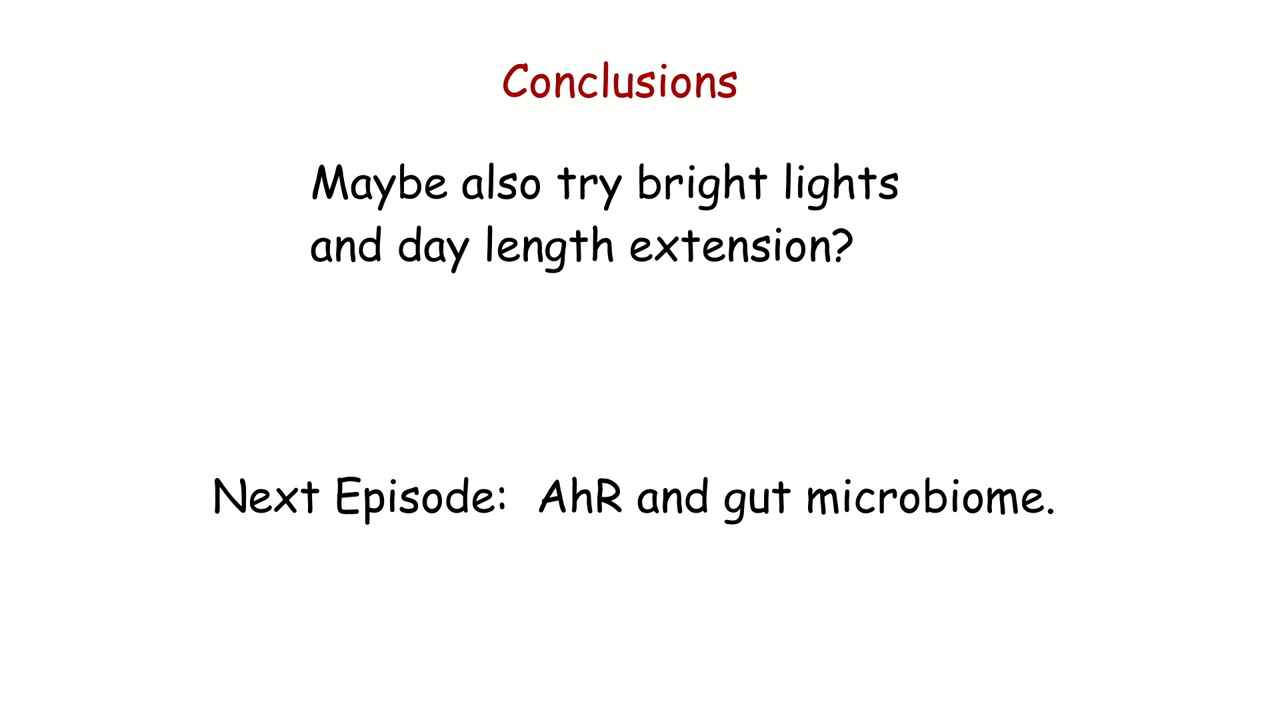 Conclusions
Maybe also try bright lights
and day length extension?
Next Episode: AhR and gut microbiome.